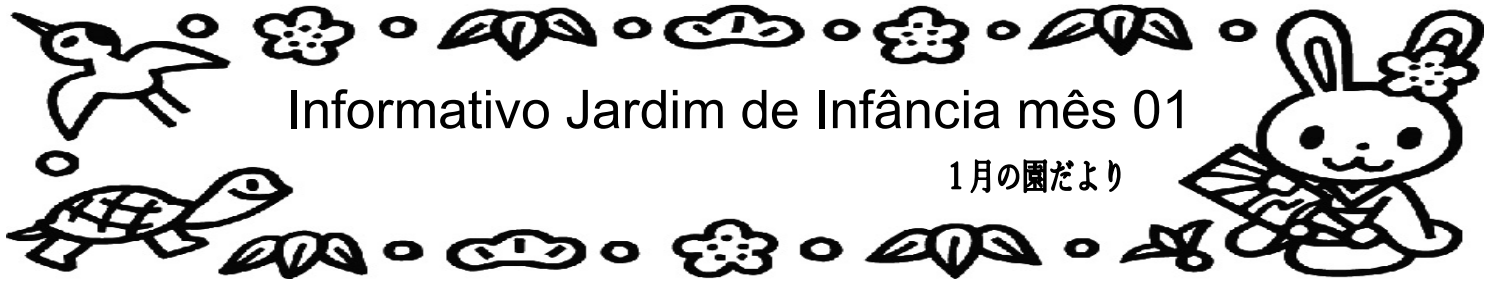 Informativo Jardim de Infância mês 01
1月の園だより